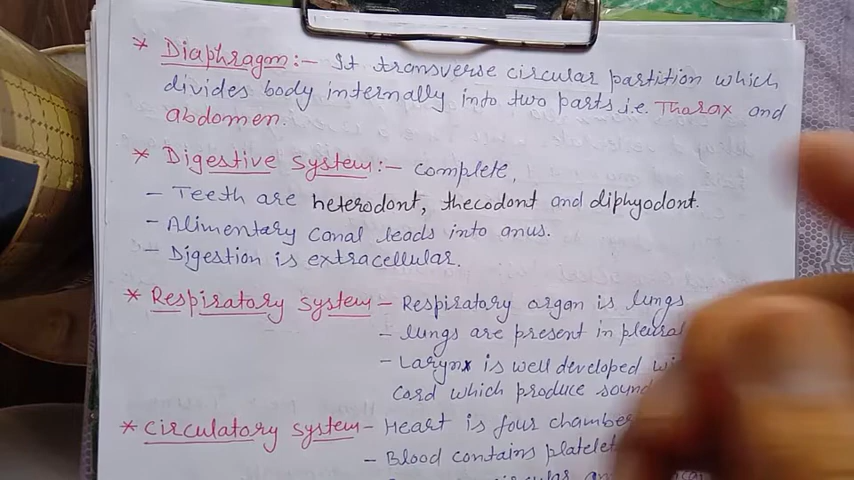 * Diaphragm:- It transverse circular partition which
divides body internally into two parts i.e. Thorax and
abdomen.
* Digestive system:- complete,
- Teeth are heterodont, thecodont and diphyodont.
- Alimentary canal leads into anus.
- Digestion is extracellular.
* Respiratory system - Respiratory organ is lungs
- lungs are present in pleural
- Larynx is well developed
cord which produce sound
* Circulatory system - Heart is four
- Blood contains